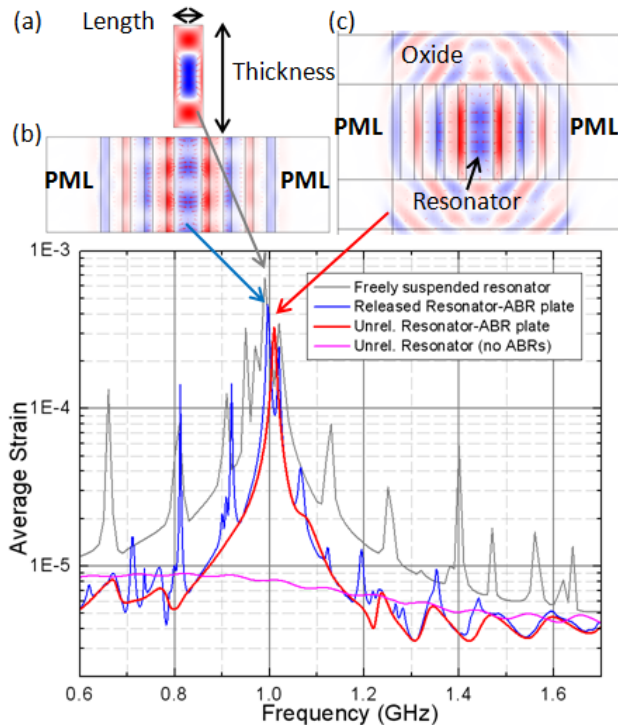 (a)
Length
Thickness
(b)
PML
PML
(c)
Oxide
PML
PML
Resonator
Freely suspended resonator
Released Resonator-ABR plate
Unrel. Resonator-ABR plate
Unrel. Resonator (no ABRs)
1E-3
1E-4
1E-5
Average Strain
0.6 0.8 1.0 1.2 1.4 1.6
Frequency (GHz)